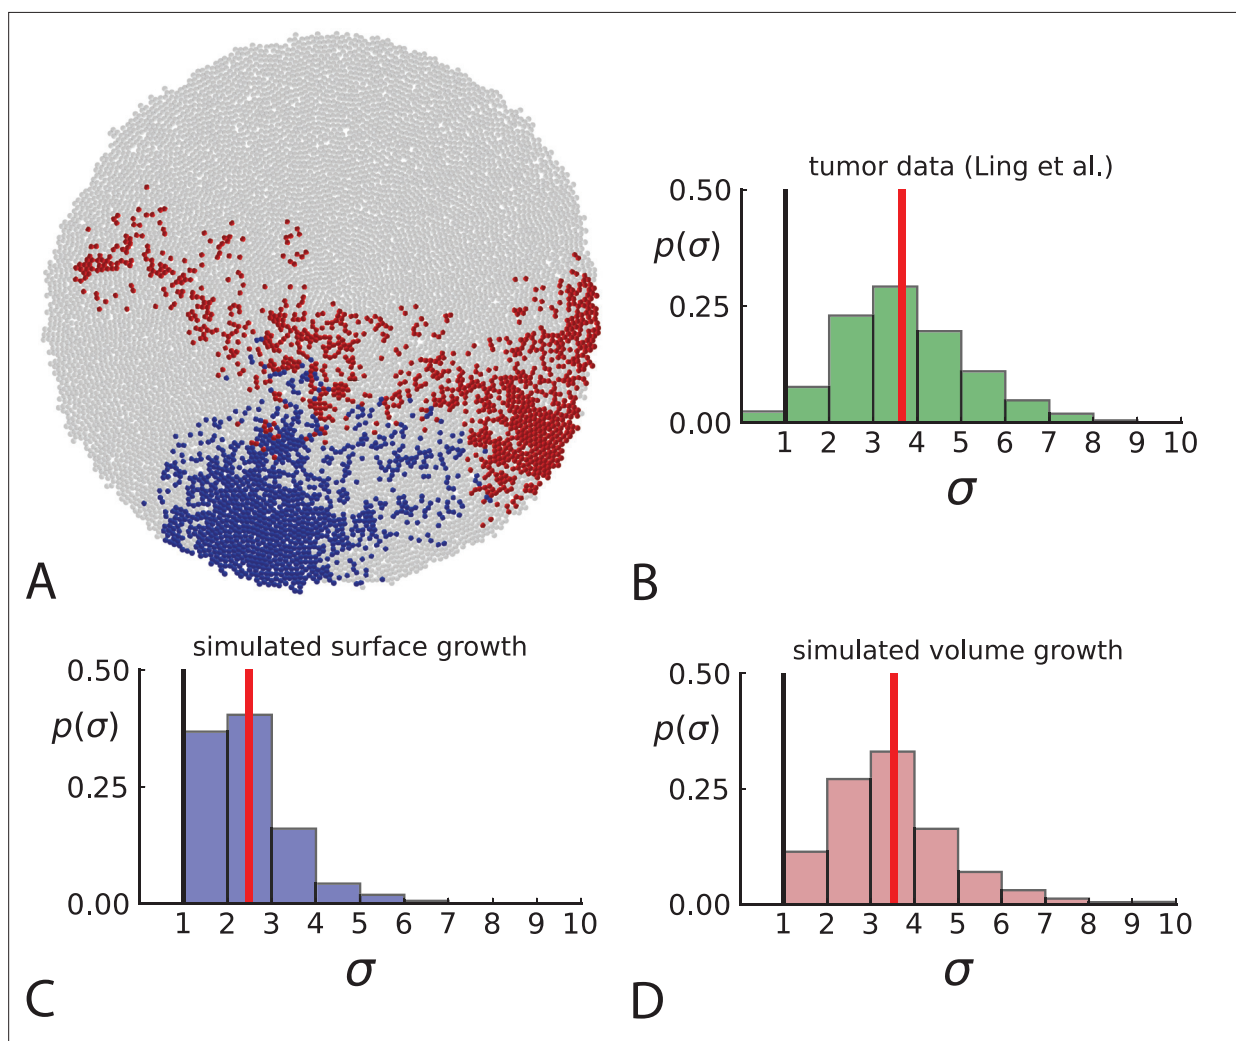 A
tumor data (Ling et al.)
0.50
p(σ)
0.25
0.00
1 2 3 4 5 6 7 8 9 10
σ
B
simulated surface growth
0.50
p(σ)
0.25
0.00
1 2 3 4 5 6 7 8 9 10
σ
C
simulated volume growth
0.50
p(σ)
0.25
0.00
1 2 3 4 5 6 7 8 9 10
σ
D